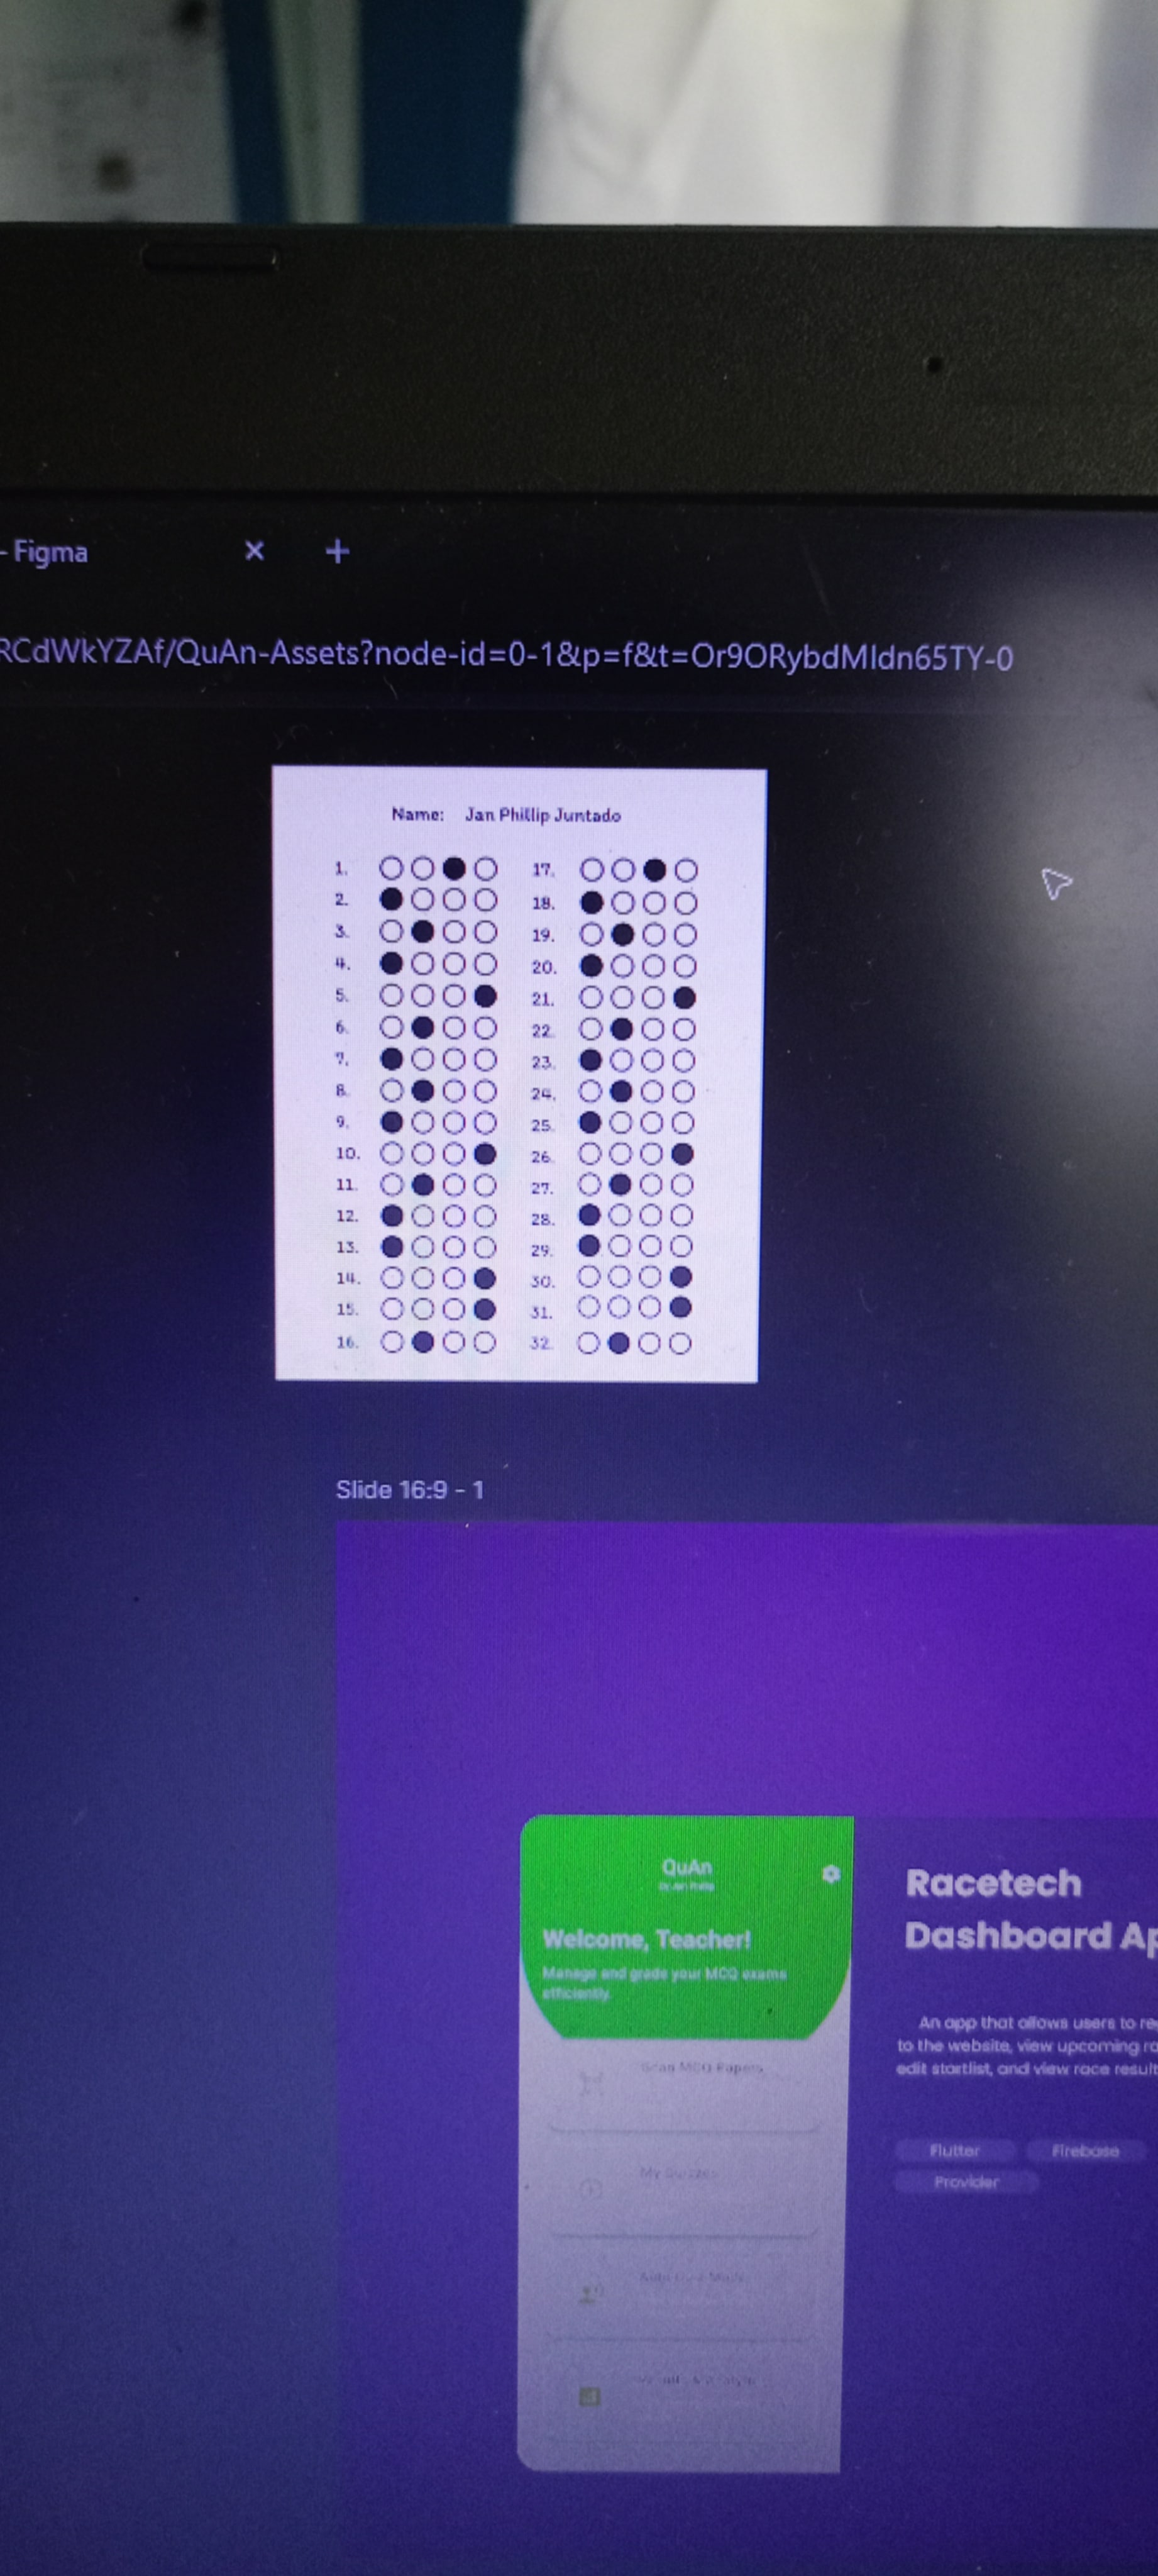 - Figma
RCdWkYZAf/QuAn-Assets?node-id=0-1&p=f&t=Or9ORybdMIdn65TY-0
Name: Jan Phillip Juntado
1. 17.
2. 18.
3. 19.
4. 20.
5. 21.
6. 22.
7. 23.
8. 24.
9. 25.
10. 26.
11. 27.
12. 28.
13. 29.
14. 30.
15. 31.
16. 32.
Slide 16:9 - 1
QuAn
Welcome, Teacher!
Manage and grade your MCQ exams
efficiently.
Scan MCQ Papers
My Quizzes
Racetech
Dashboard Ap
An app that allows users to re
to the website, view upcoming ra
edit startlist, and view race result
Flutter Firebase
Provider